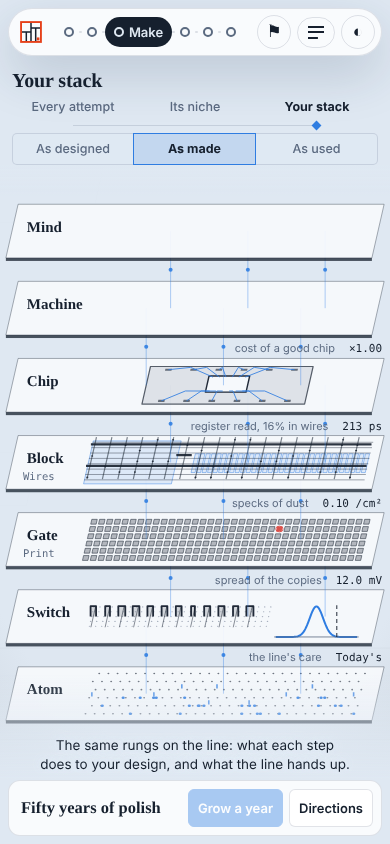 Make
Your stack
Every attempt Its niche Your stack
As designed As made As used
Mind
Machine
cost of a good chip ×1.00
Chip
register read, 16% in wires 213 ps
Block
Wires
specks of dust 0.10 /cm²
Gate
Print
spread of the copies 12.0 mV
Switch
the line's care Today's
Atom
The same rungs on the line: what each step
does to your design, and what the line hands up.
Fifty years of polish Grow a year Directions